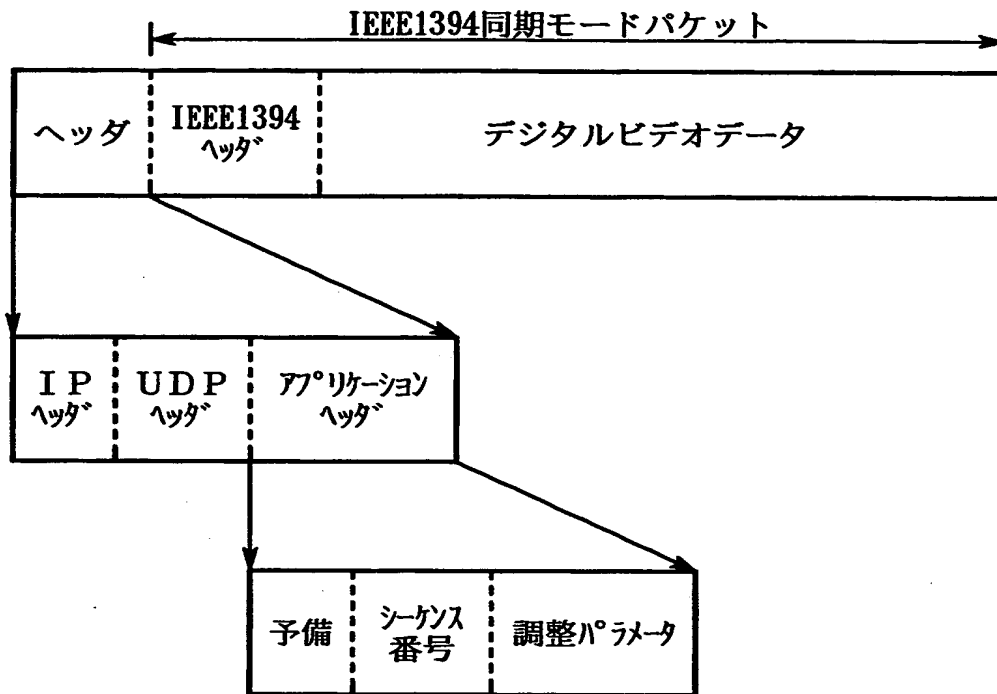 IEEE1394同期モードパケット
ヘッダ
IEEE1394
ヘッダ
デジタルビデオデータ
IP
ヘッダ
UDP
ヘッダ
アプリケーション
ヘッダ
予備
シーケンス
番号
調整パラメータ